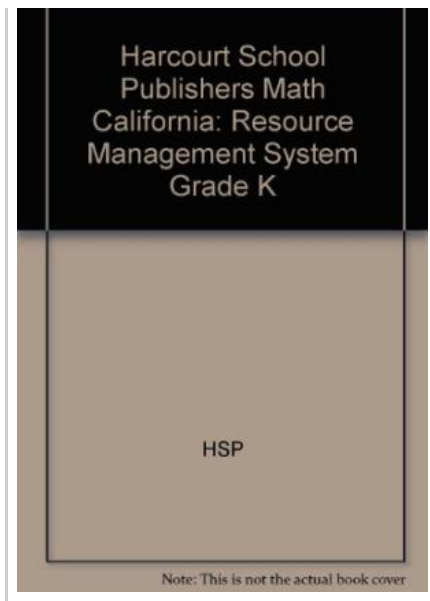 Harcourt School
Publishers Math
California: Resource
Management System
Grade K
HSP
Note: This is not the actual book cover